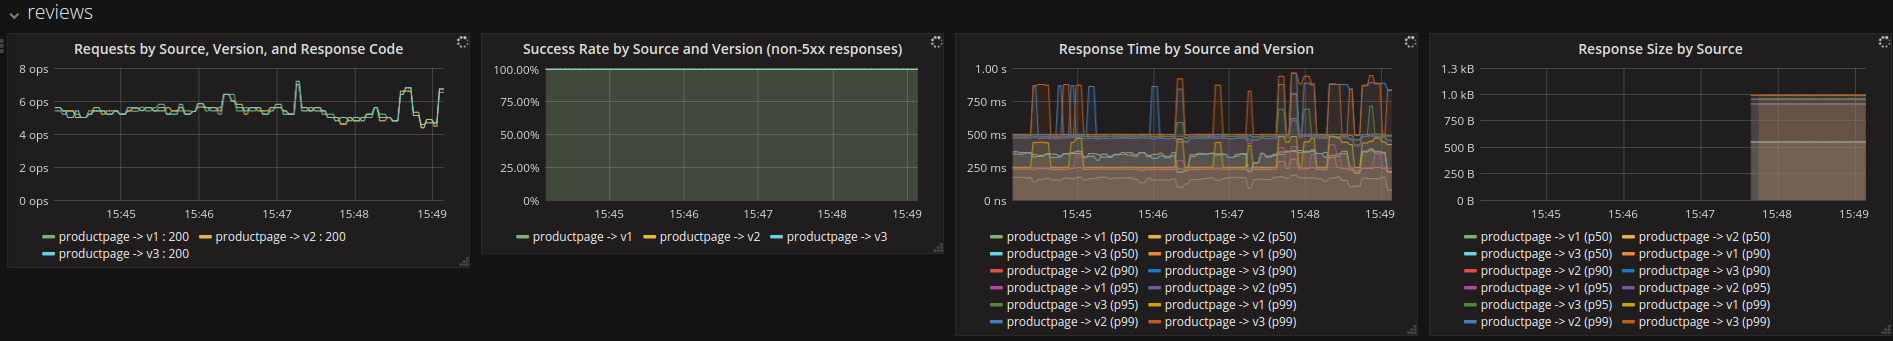 reviews
Requests by Source, Version, and Response Code
8 ops
6 ops
4 ops
2 ops
0 ops
15:45 15:46 15:47 15:48 15:49
productpage -> v1 : 200 productpage -> v2 : 200
productpage -> v3 : 200
Success Rate by Source and Version (non-5xx responses)
100.00%
75.00%
50.00%
25.00%
0%
15:45 15:46 15:47 15:48 15:49
productpage -> v1 productpage -> v2 productpage -> v3
Response Time by Source and Version
1.00 s
750 ms
500 ms
250 ms
0 ns
15:45 15:46 15:47 15:48 15:49
productpage -> v1 (p50) productpage -> v2 (p50)
productpage -> v3 (p50) productpage -> v1 (p90)
productpage -> v2 (p90) productpage -> v3 (p90)
productpage -> v1 (p95) productpage -> v2 (p95)
productpage -> v3 (p95) productpage -> v1 (p99)
productpage -> v2 (p99) productpage -> v3 (p99)
Response Size by Source
1.3 kB
1.0 kB
750 B
500 B
250 B
0 B
15:45 15:46 15:47 15:48 15:49
productpage -> v1 (p50) productpage -> v2 (p50)
productpage -> v3 (p50) productpage -> v1 (p90)
productpage -> v2 (p90) productpage -> v3 (p90)
productpage -> v1 (p95) productpage -> v2 (p95)
productpage -> v3 (p95) productpage -> v1 (p99)
productpage -> v2 (p99) productpage -> v3 (p99)